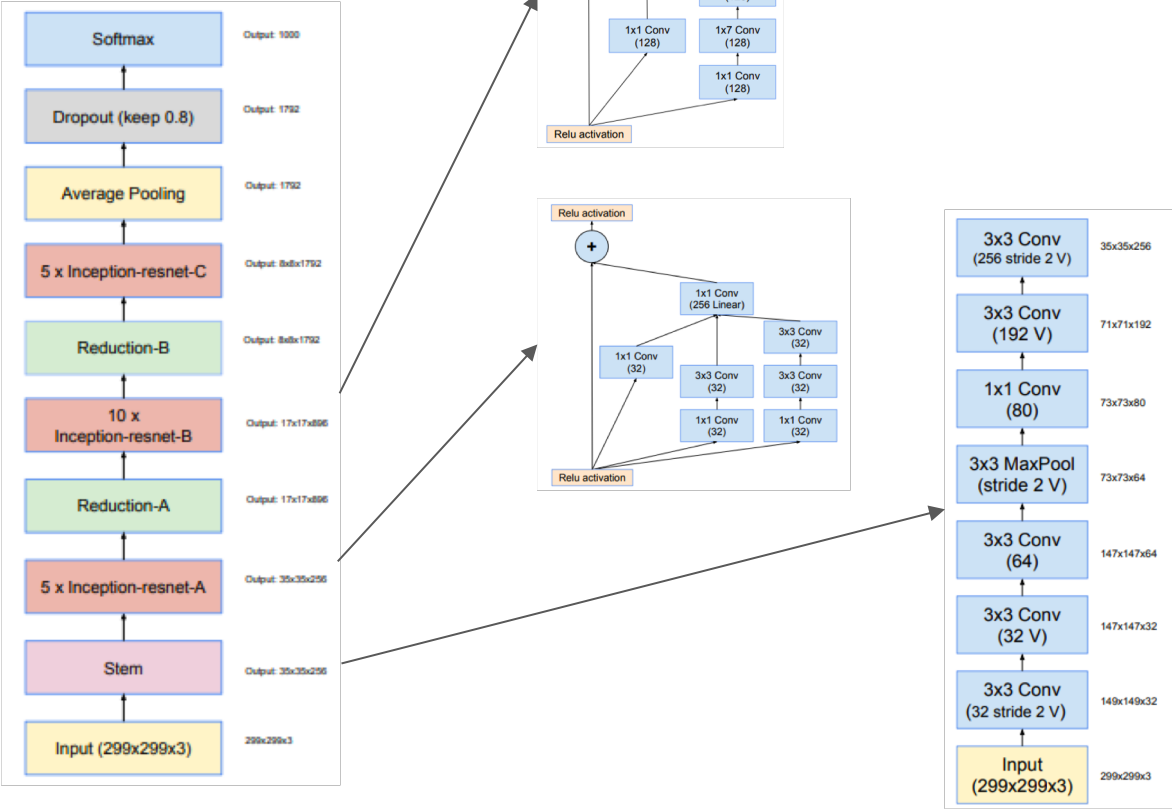 Softmax
Output: 1000
Dropout (keep 0.8)
Output: 1792
Average Pooling
Output: 1792
5 x Inception-resnet-C
Output: 8x8x1792
Reduction-B
Output: 8x8x1792
10 x
Inception-resnet-B
Output: 17x17x896
Reduction-A
Output: 17x17x896
5 x Inception-resnet-A
Output: 35x35x256
Stem
Output: 35x35x256
Input (299x299x3)
299x299x3
1x1 Conv
(128)
1x7 Conv
(128)
1x1 Conv
(128)
Relu activation
Relu activation
+
1x1 Conv
(256 Linear)
3x3 Conv
(32)
1x1 Conv
(32)
3x3 Conv
(32)
3x3 Conv
(32)
1x1 Conv
(32)
1x1 Conv
(32)
Relu activation
3x3 Conv
(256 stride 2 V)
35x35x256
3x3 Conv
(192 V)
71x71x192
1x1 Conv
(80)
73x73x80
3x3 MaxPool
(stride 2 V)
73x73x64
3x3 Conv
(64)
147x147x64
3x3 Conv
(32 V)
147x147x32
3x3 Conv
(32 stride 2 V)
149x149x32
Input
(299x299x3)
299x299x3